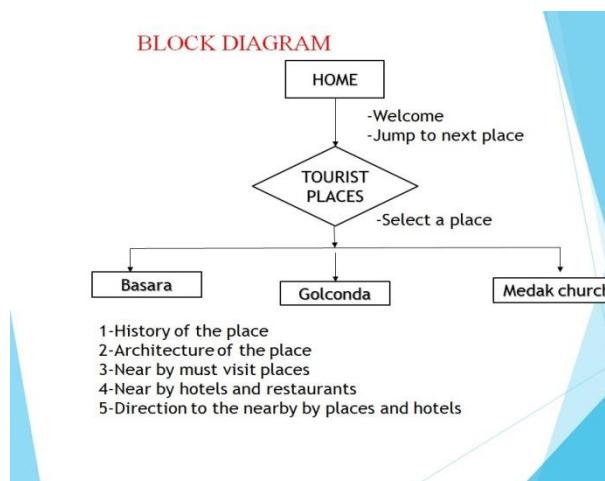 BLOCK DIAGRAM
HOME
-Welcome
-Jump to next place
TOURIST
PLACES
-Select a place
Basara
Golconda
Medak church
1-History of the place
2-Architecture of the place
3-Near by must visit places
4-Near by hotels and restaurants
5-Direction to the nearby by places and hotels